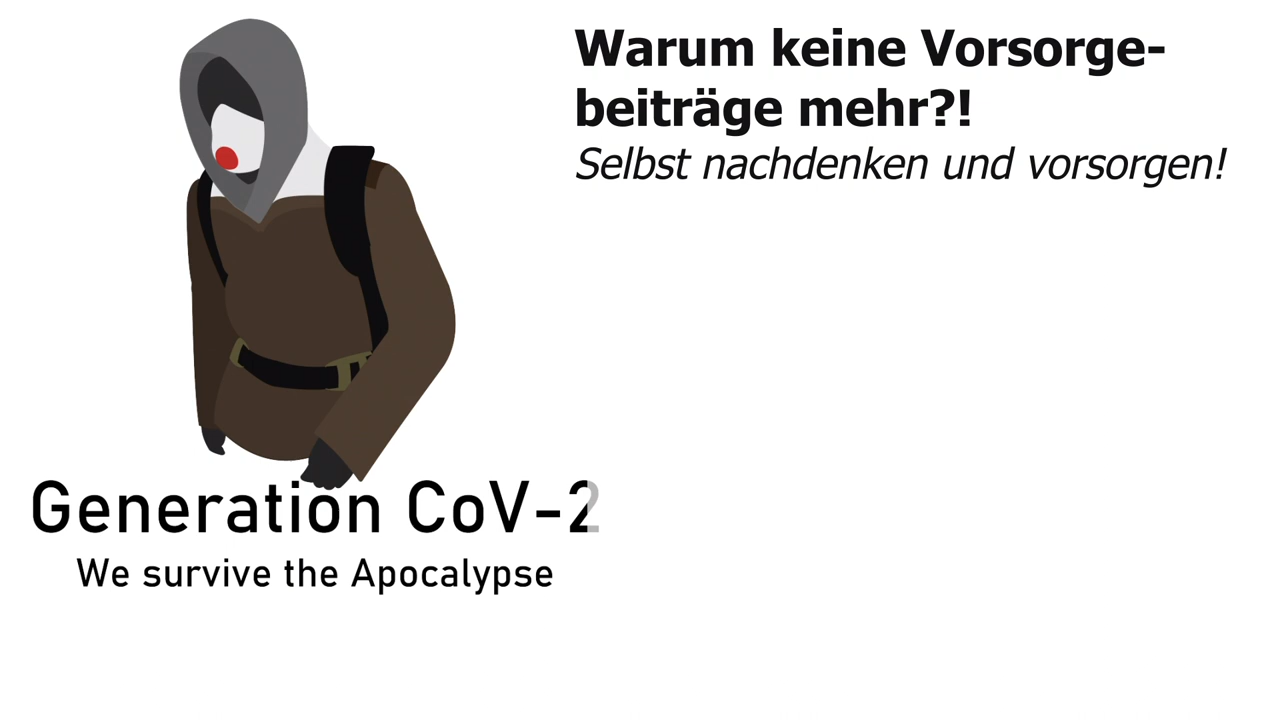 Warum keine Vorsorge-
beiträge mehr?!
Selbst nachdenken und vorsorgen!
Generation CoV-2
We survive the Apocalypse